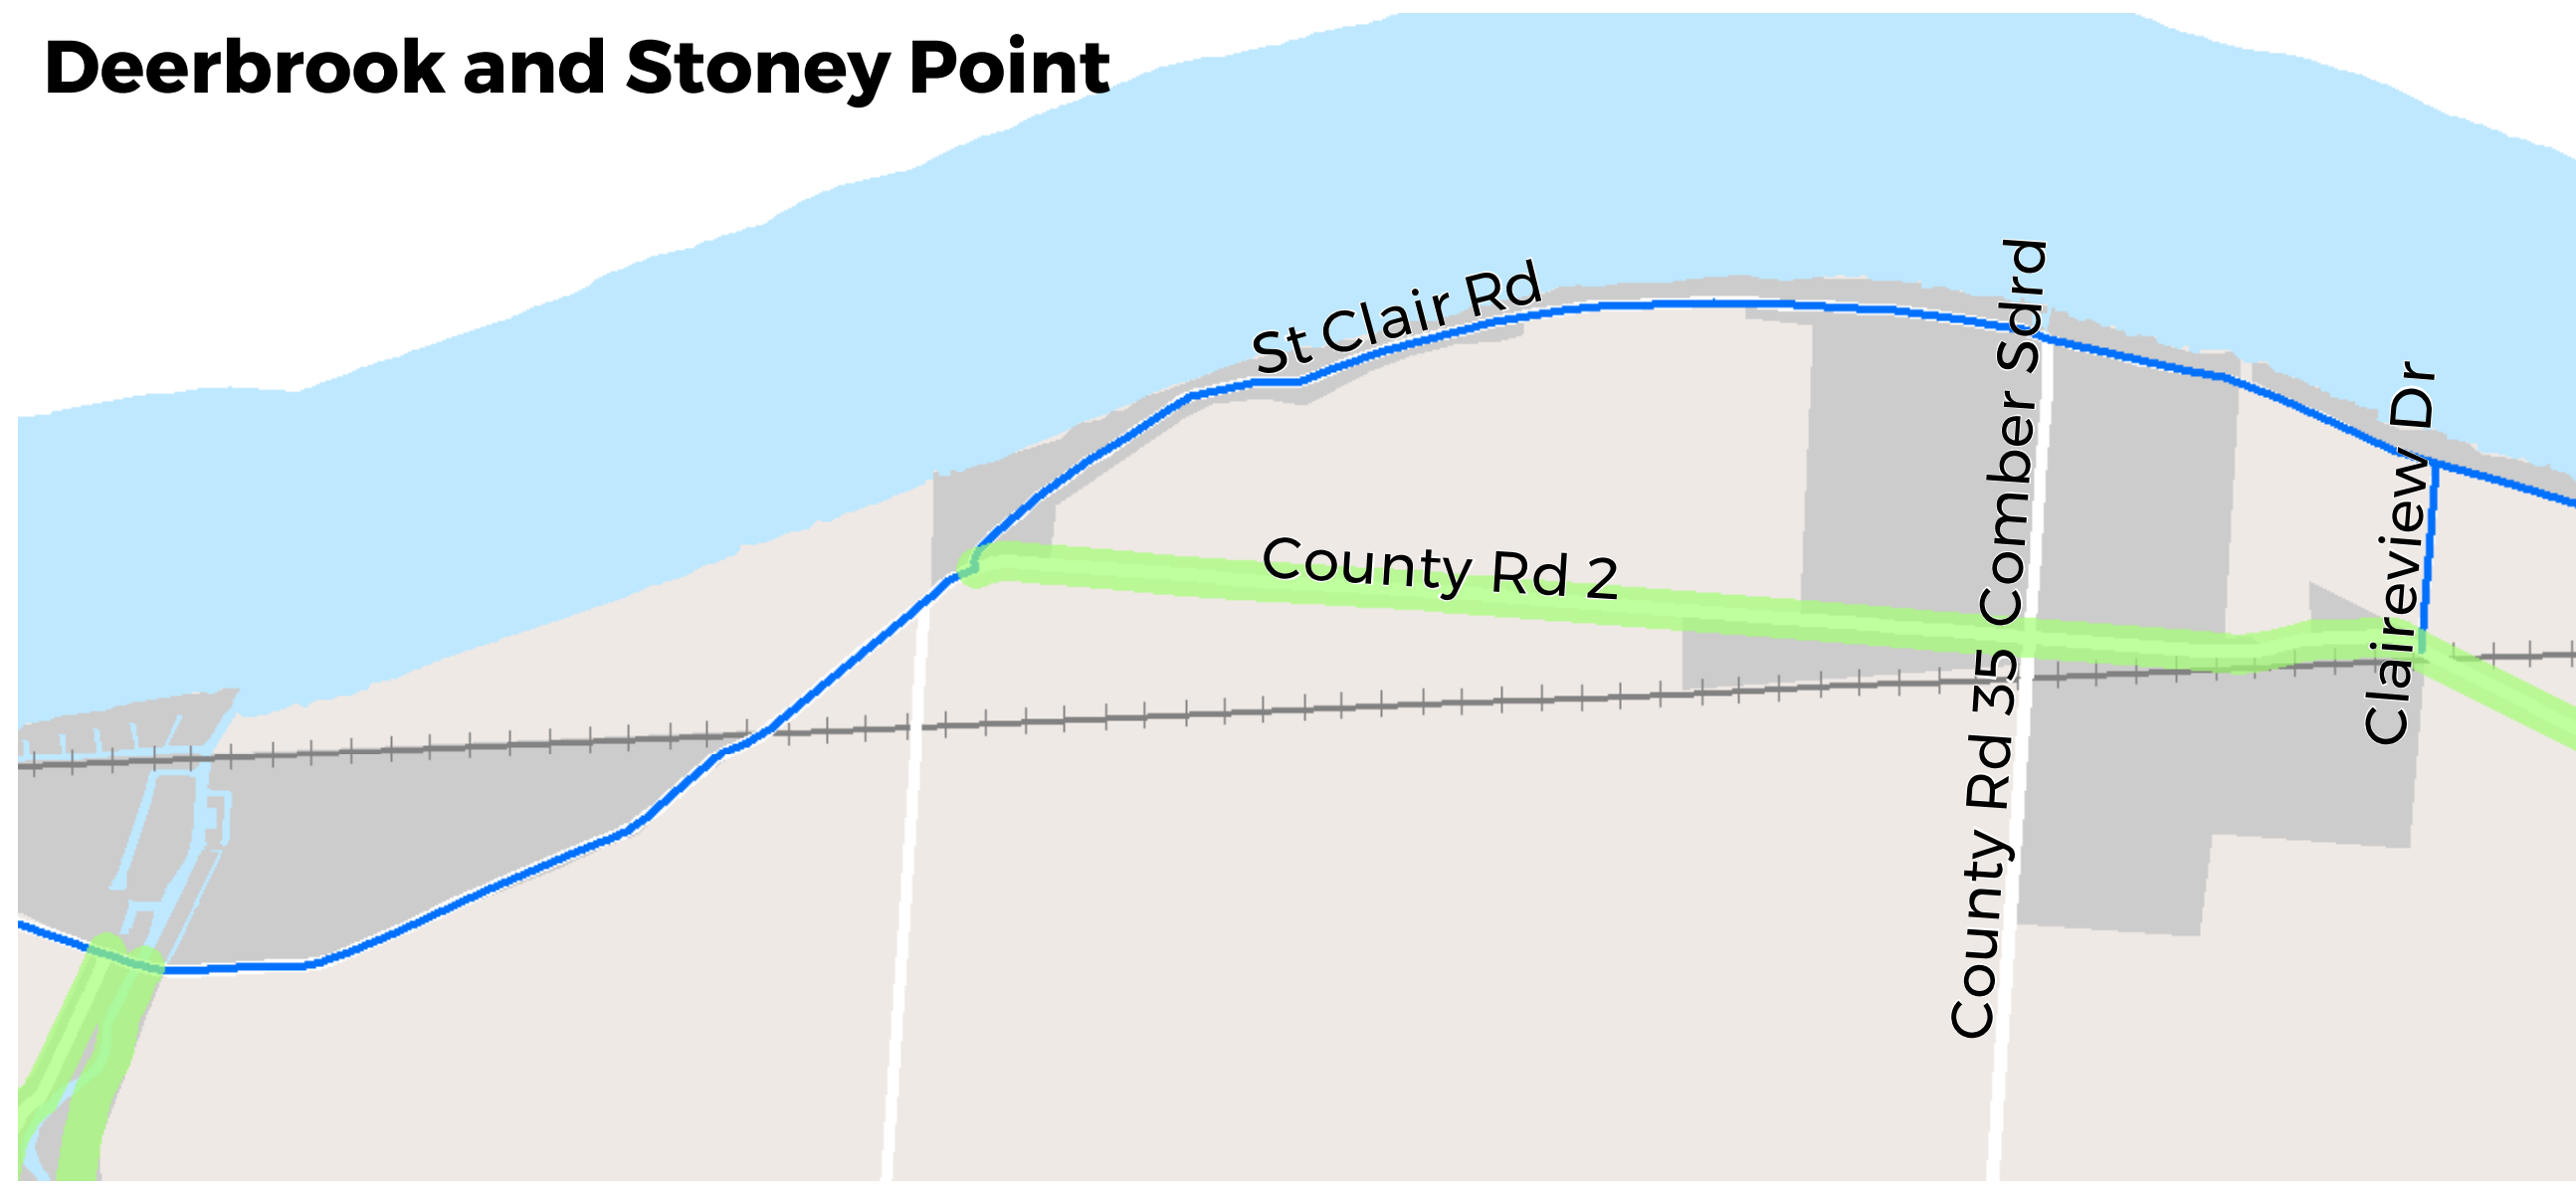 Deerbrook and Stoney Point
St Clair Rd
County Rd 2
County Rd 35 Comber Sdrd
Claireview Dr